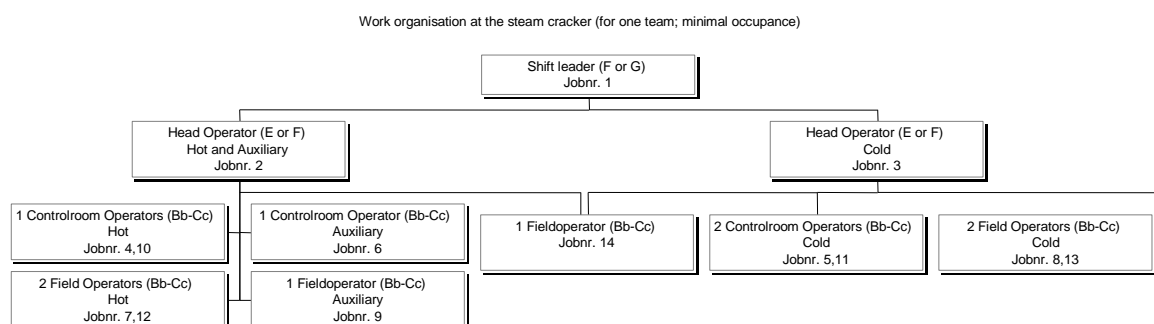 Work organisation at the steam cracker (for one team; minimal occupance)
Shift leader (F or G)
Jobnr. 1
Head Operator (E or F)
Hot and Auxiliary
Jobnr. 2
Head Operator (E or F)
Cold
Jobnr. 3
1 Controlroom Operators (Bb-Cc)
Hot
Jobnr. 4,10
1 Controlroom Operator (Bb-Cc)
Auxiliary
Jobnr. 6
1 Fieldoperator (Bb-Cc)
Jobnr. 14
2 Controlroom Operators (Bb-Cc)
Cold
Jobnr. 5,11
2 Field Operators (Bb-Cc)
Cold
Jobnr. 8,13
2 Field Operators (Bb-Cc)
Hot
Jobnr. 7,12
1 Fieldoperator (Bb-Cc)
Auxiliary
Jobnr. 9